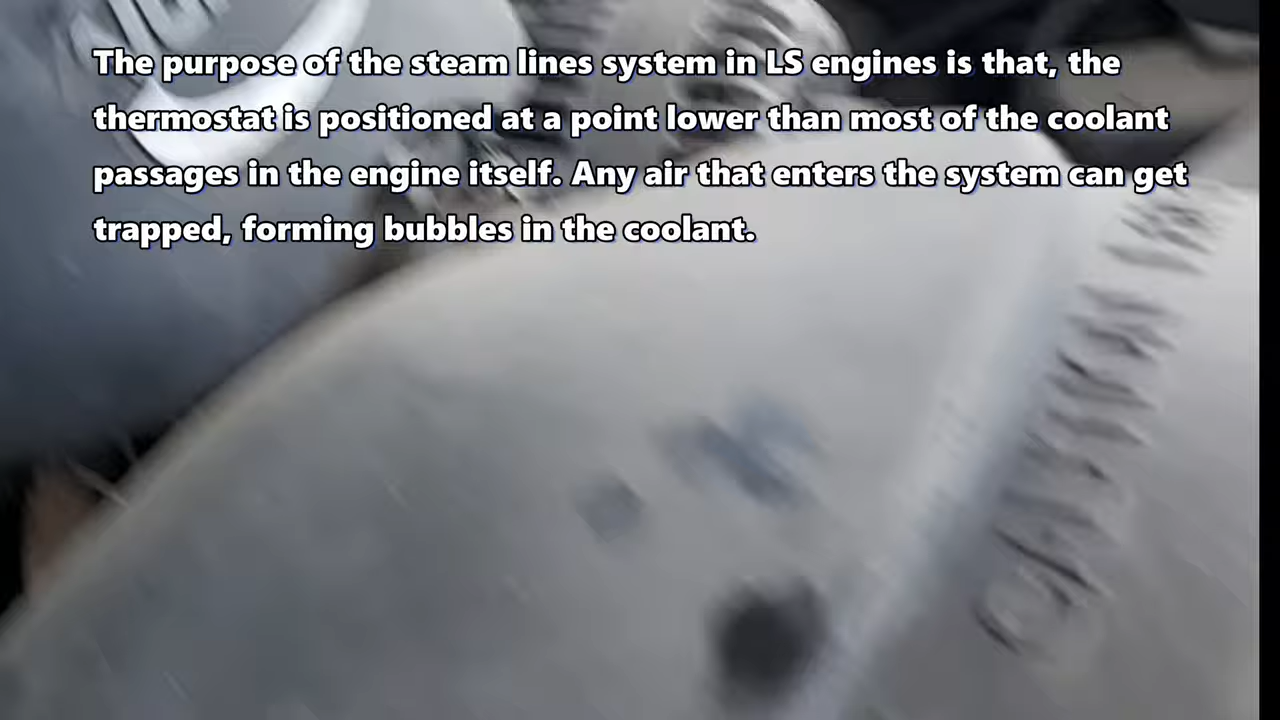 The purpose of the steam lines system in LS engines is that, the
thermostat is positioned at a point lower than most of the coolant
passages in the engine itself. Any air that enters the system can get
trapped, forming bubbles in the coolant.